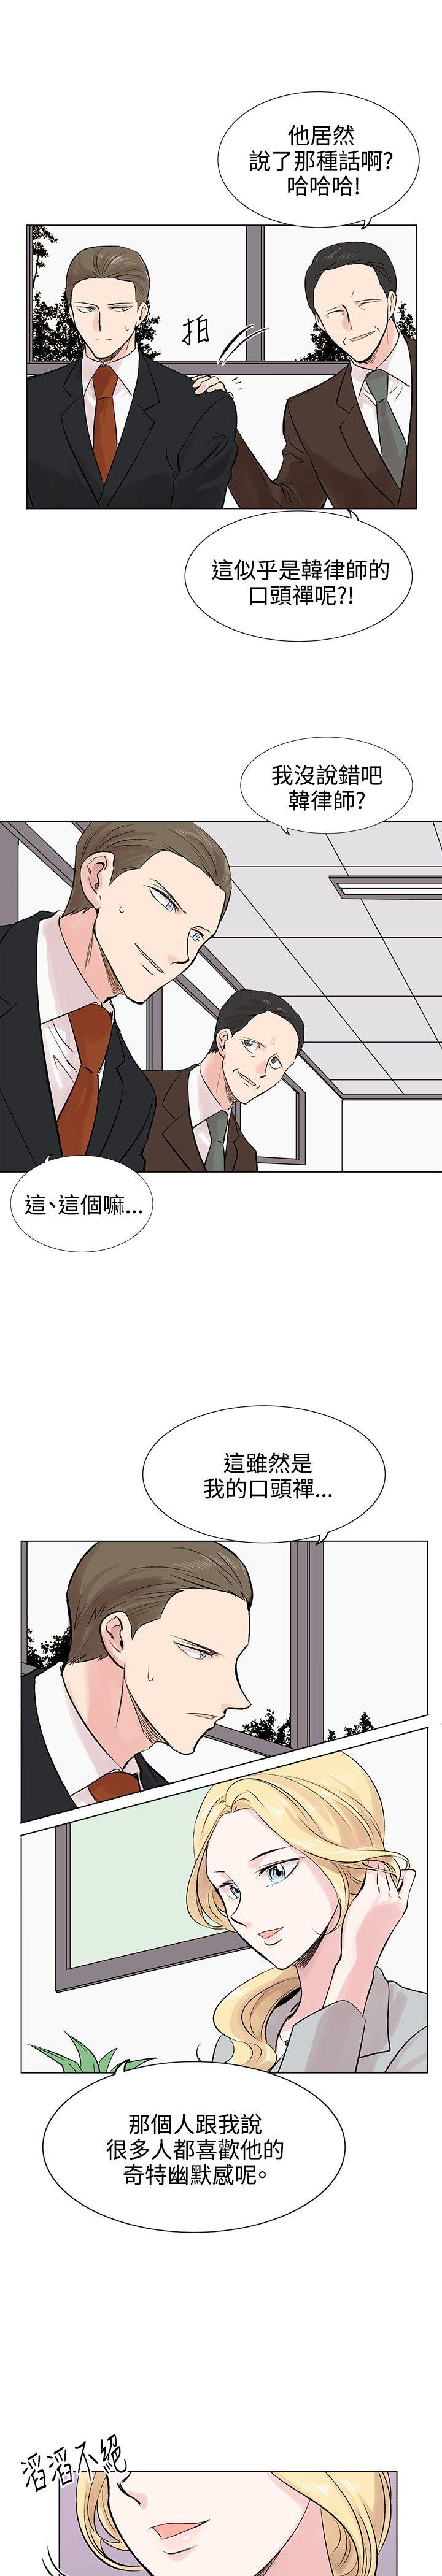 他居然
說了那種話啊?
哈哈哈!
拍
這似乎是韓律師的
口頭禪呢?!
我沒說錯吧
韓律師?
這、這個嘛...
這雖然是
我的口頭禪...
那個人跟我說
很多人都喜歡他的
奇特幽默感呢。
滔滔不絕